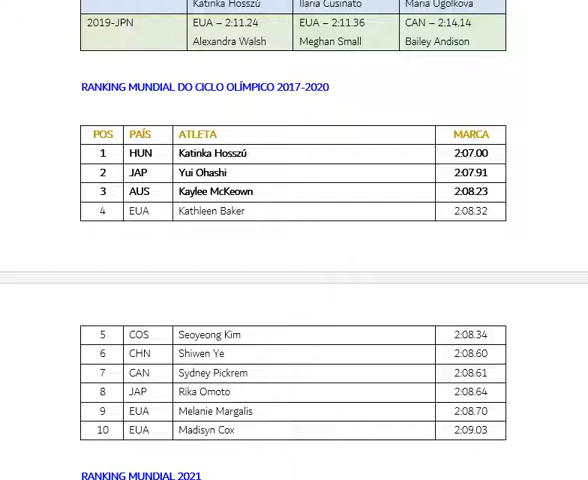 Katinka Hosszú Ilaria Cusinato Maria Ugolkova
2019-JPN EUA – 2:11.24 EUA – 2:11.36 CAN – 2:14.14
Alexandra Walsh Meghan Small Bailey Andison
RANKING MUNDIAL DO CICLO OLÍMPICO 2017-2020
POS PAÍS ATLETA MARCA
1 HUN Katinka Hosszú 2:07.00
2 JAP Yui Ohashi 2:07.91
3 AUS Kaylee McKeown 2:08.23
4 EUA Kathleen Baker 2:08.32
5 COS Seoyeong Kim 2:08.34
6 CHN Shiwen Ye 2:08.60
7 CAN Sydney Pickrem 2:08.61
8 JAP Rika Omoto 2:08.64
9 EUA Melanie Margalis 2:08.70
10 EUA Madisyn Cox 2:09.03
RANKING MUNDIAL 2021